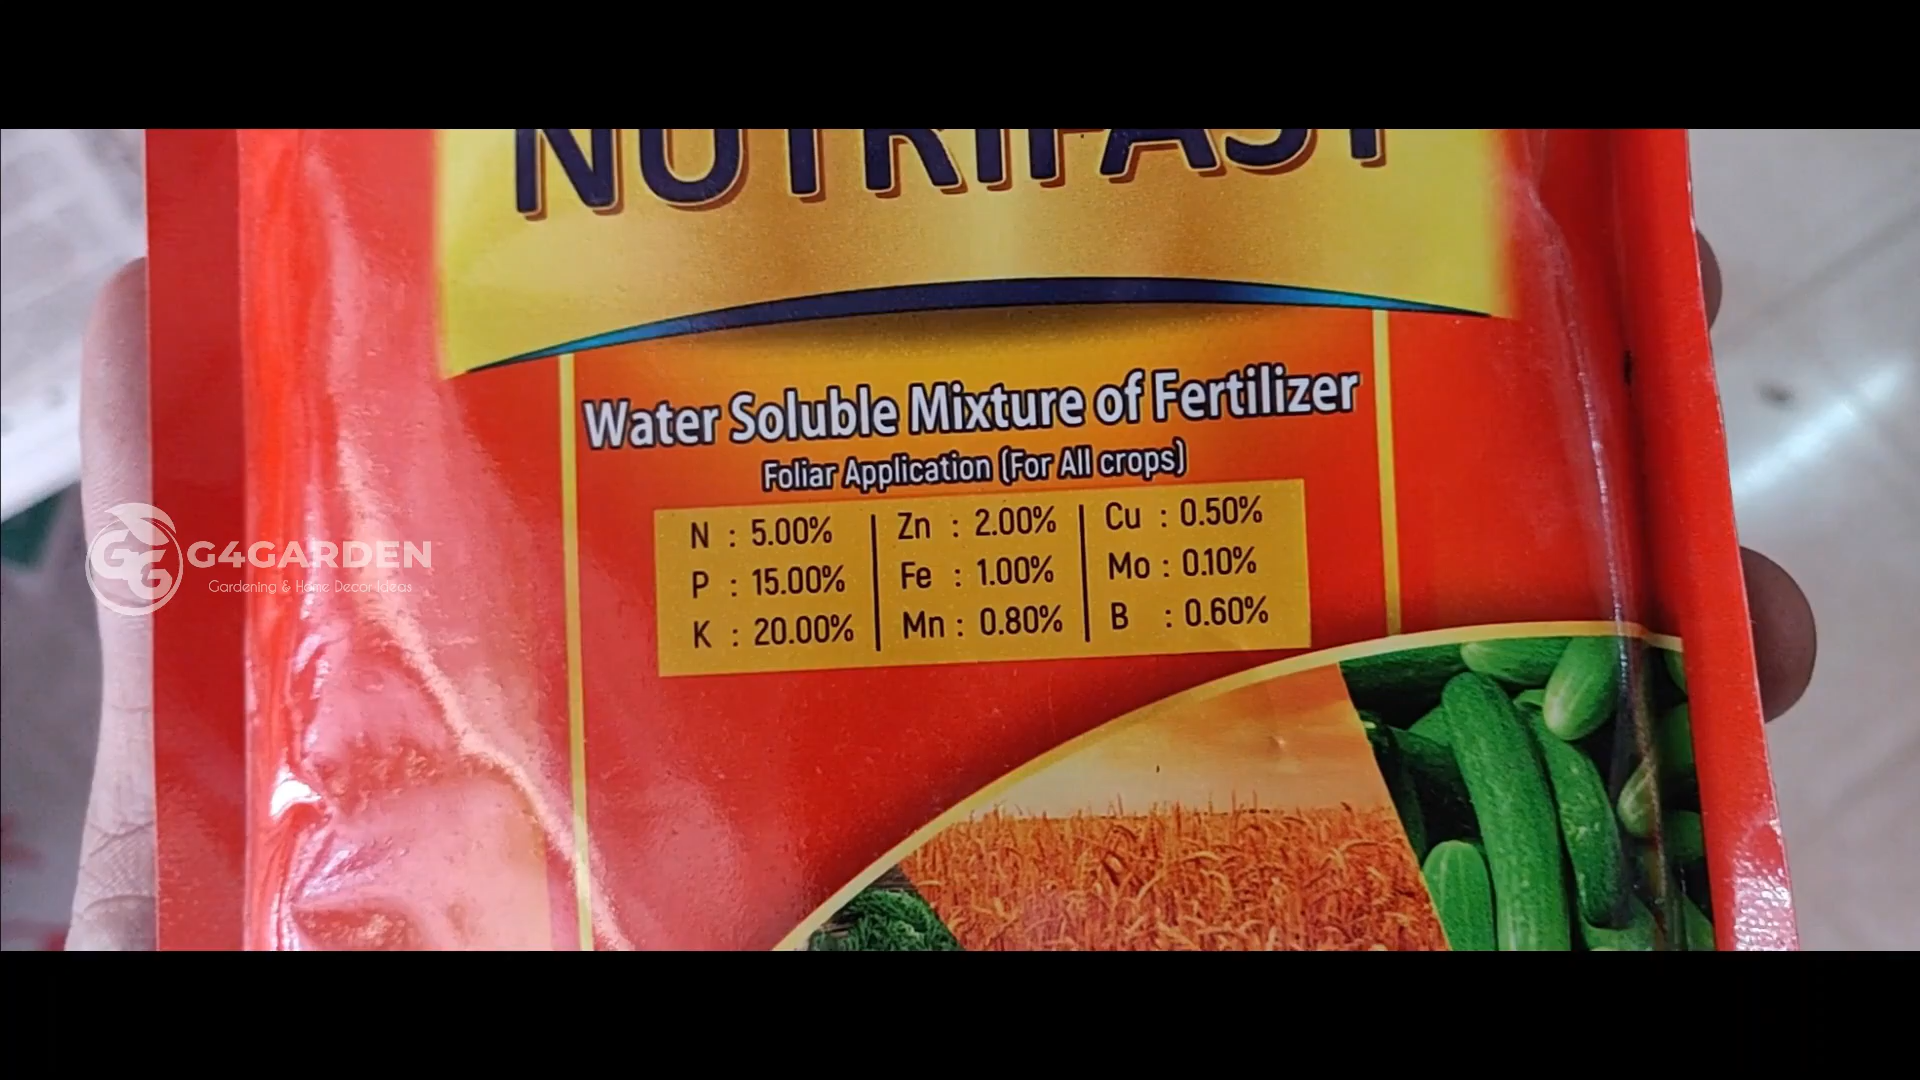 NUTRIFAST
Water Soluble Mixture of Fertilizer
Foliar Application (For All crops)
N : 5.00% Zn : 2.00% Cu : 0.50%
P : 15.00% Fe : 1.00% Mo : 0.10%
K : 20.00% Mn : 0.80% B : 0.60%
GG G4GARDEN
Gardening & Home Decor Ideas